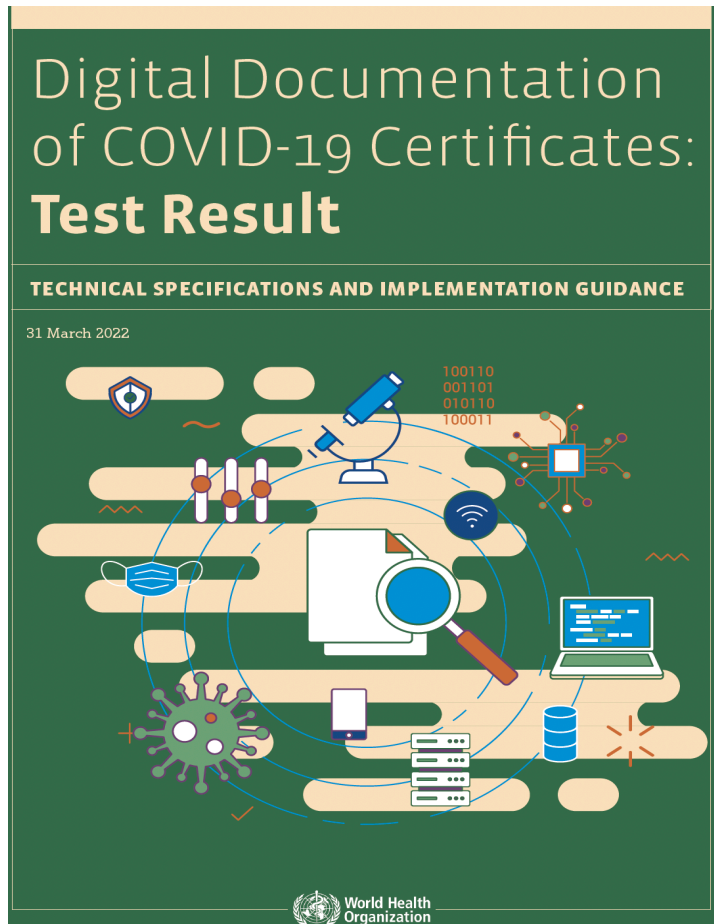 Digital Documentation
of COVID-19 Certificates:
Test Result
TECHNICAL SPECIFICATIONS AND IMPLEMENTATION GUIDANCE
31 March 2022
100110
001101
010110
100011
World Health
Organization